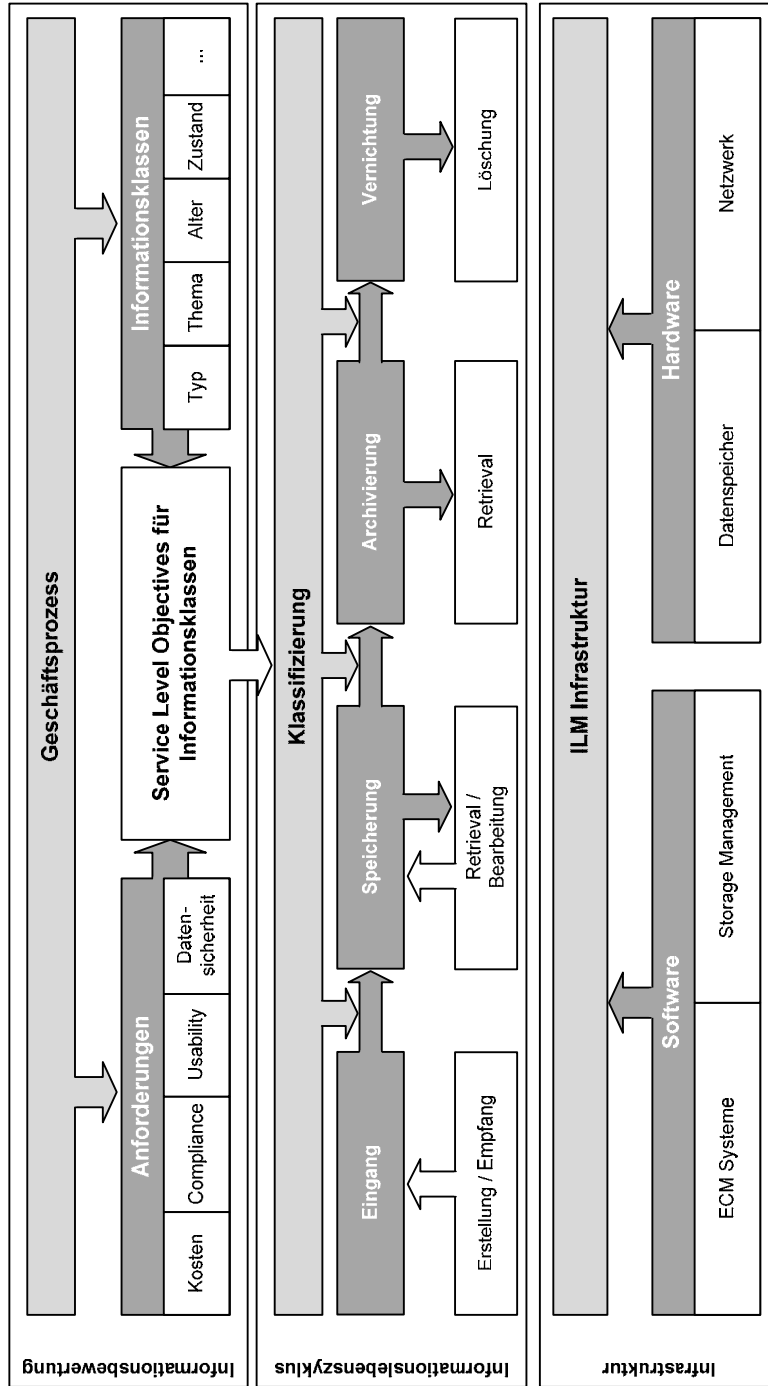 Informationsbewertung
Geschäftsprozess
Anforderungen
Kosten
Compliance
Usability
Daten-
sicherheit
Service Level Objectives für
Informationsklassen
Informationsklassen
Typ
Thema
Alter
Zustand
...
Informationslebenszyklus
Klassifizierung
Eingang
Speicherung
Archivierung
Vernichtung
Erstellung / Empfang
Retrieval /
Bearbeitung
Retrieval
Löschung
Infrastruktur
ILM Infrastruktur
Software
ECM Systeme
Storage Management
Hardware
Datenspeicher
Netzwerk